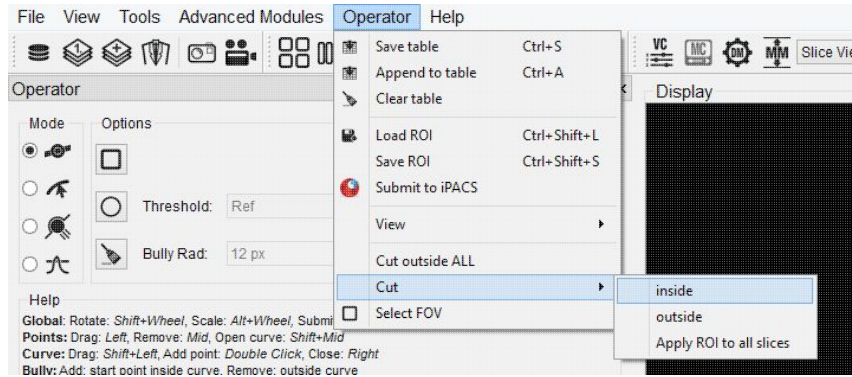 File View Tools Advanced Modules Operator Help
VC MC DM MM Slice Vie
Operator
Display
Mode Options
Threshold: Ref
Bully Rad: 12 px
Save table Ctrl+S
Append to table Ctrl+A
Clear table
Load ROI Ctrl+Shift+L
Save ROI Ctrl+Shift+S
Submit to iPACS
View
Cut outside ALL
Cut
Select FOV
inside
outside
Apply ROI to all slices
Help
Global: Rotate: Shift+Wheel, Scale: Alt+Wheel, Submi
Points: Drag: Left, Remove: Mid, Open curve: Shift+Mid
Curve: Drag: Shift+Left, Add point: Double Click, Close: Right
Bully: Add: start point inside curve, Remove: outside curve